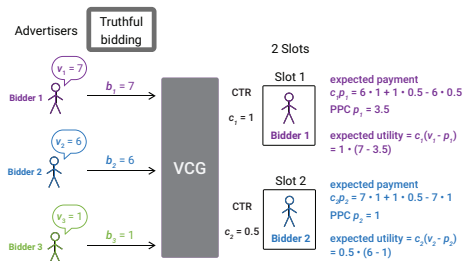 Advertisers
Truthful
bidding
2 Slots
v₁ = 7
Bidder 1
b₁ = 7
v₂ = 6
Bidder 2
b₂ = 6
v₃ = 1
Bidder 3
b₃ = 1
VCG
CTR
c₁ = 1
Slot 1
Bidder 1
expected payment
c₁p₁ = 6 • 1 + 1 • 0.5 - 6 • 0.5
PPC p₁ = 3.5
expected utility = c₁(v₁ - p₁)
= 1 • (7 - 3.5)
CTR
c₂ = 0.5
Slot 2
Bidder 2
expected payment
c₂p₂ = 7 • 1 + 1 • 0.5 - 7 • 1
PPC p₂ = 1
expected utility = c₂(v₂ - p₂)
= 0.5 • (6 - 1)